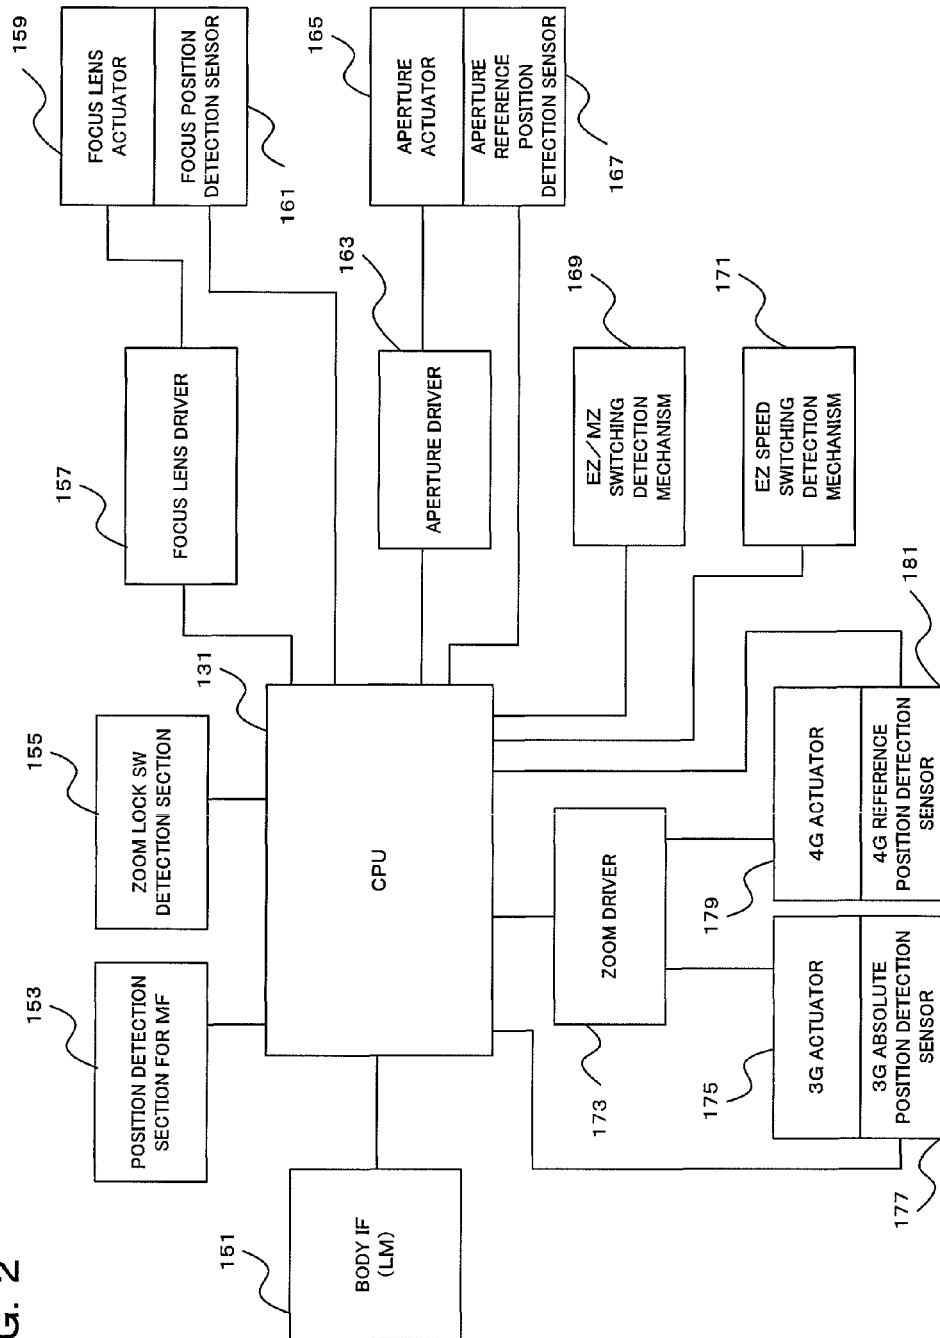 G. 2
151
BODY IF
(LM)
153
POSITION DETECTION
SECTION FOR MF
155
ZOOM LOCK SW
DETECTION SECTION
131
CPU
157
FOCUS LENS DRIVER
159
FOCUS LENS
ACTUATOR
FOCUS POSITION
DETECTION SENSOR
161
163
APERTURE DRIVER
165
APERTURE
ACTUATOR
APERTURE
REFERENCE
POSITION
DETECTION SENSOR
167
169
EZ/MZ
SWITCHING
DETECTION
MECHANISM
171
EZ SPEED
SWITCHING
DETECTION
MECHANISM
173
ZOOM DRIVER
175
3G ACTUATOR
3G ABSOLUTE
POSITION DETECTION
SENSOR
177
179
4G ACTUATOR
4G REFERENCE
POSITION DETECTION
SENSOR
181